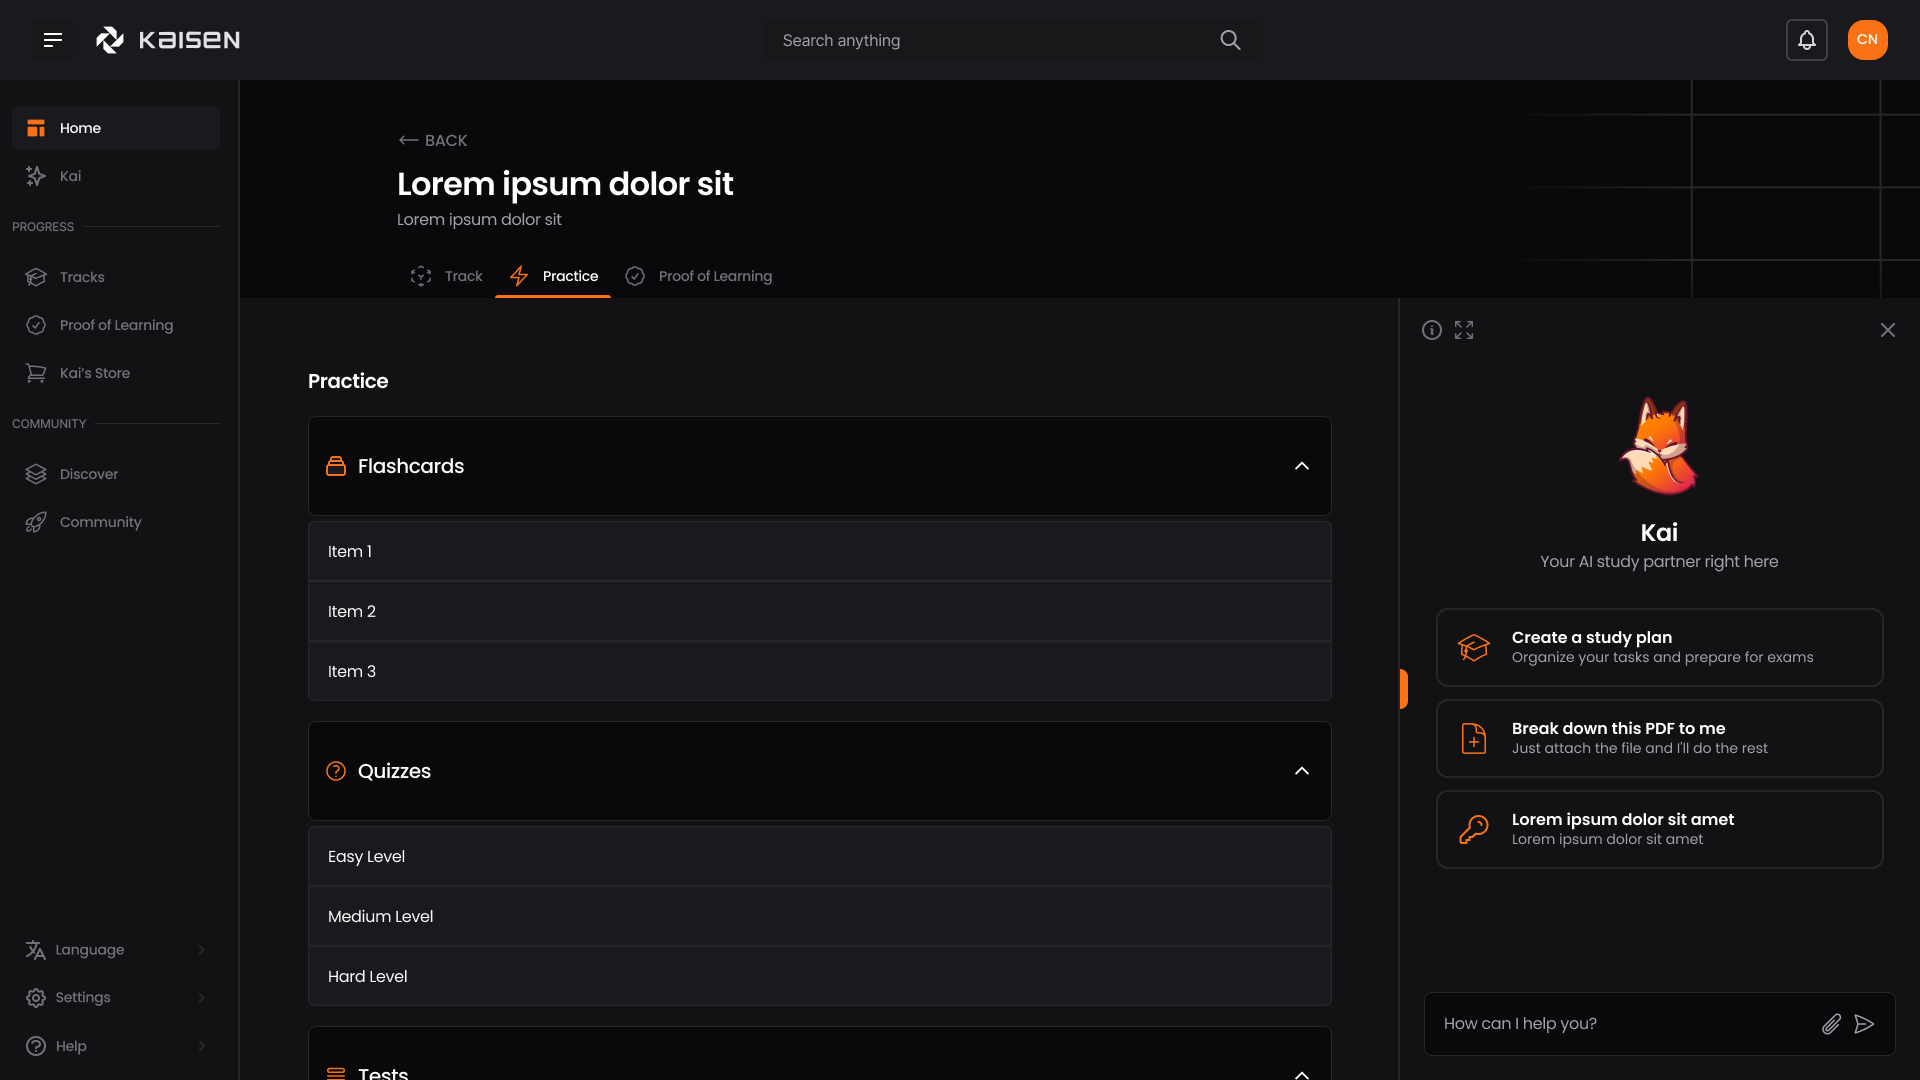 KAISEN
Search anything
CN
Home
Kai
PROGRESS
Tracks
Proof of Learning
Kai's Store
COMMUNITY
Discover
Community
Language
Settings
Help
BACK
Lorem ipsum dolor sit
Lorem ipsum dolor sit
Track
Practice
Proof of Learning
Practice
Flashcards
Item 1
Item 2
Item 3
Quizzes
Easy Level
Medium Level
Hard Level
Tests
Kai
Your AI study partner right here
Create a study plan
Organize your tasks and prepare for exams
Break down this PDF to me
Just attach the file and I'll do the rest
Lorem ipsum dolor sit amet
Lorem ipsum dolor sit amet
How can I help you?